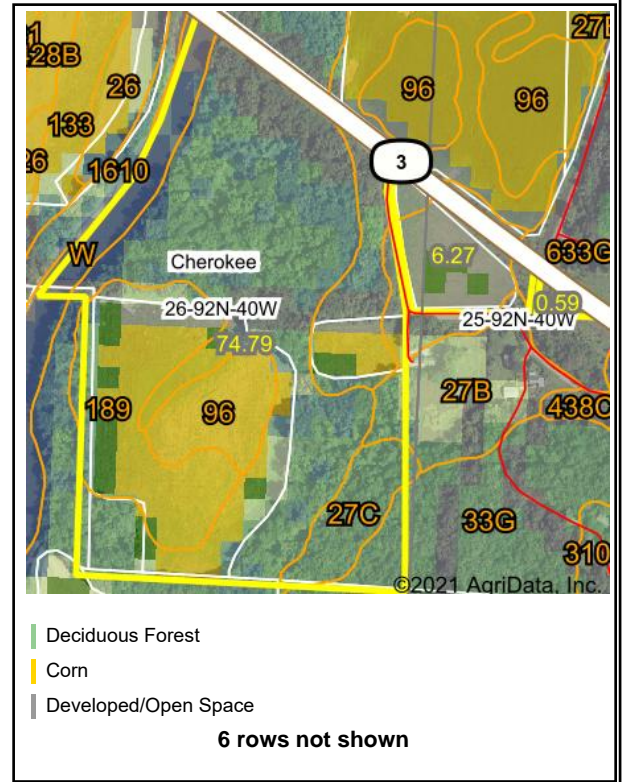 27
28B
26
133
26
1610
W
96
96
3
Cherokee
6.27
633G
26-92N-40W
0.59
25-92N-40W
74.79
27B
189
96
438C
27C
33G
310
©2021 AgriData, Inc.
Deciduous Forest
Corn
Developed/Open Space
6 rows not shown